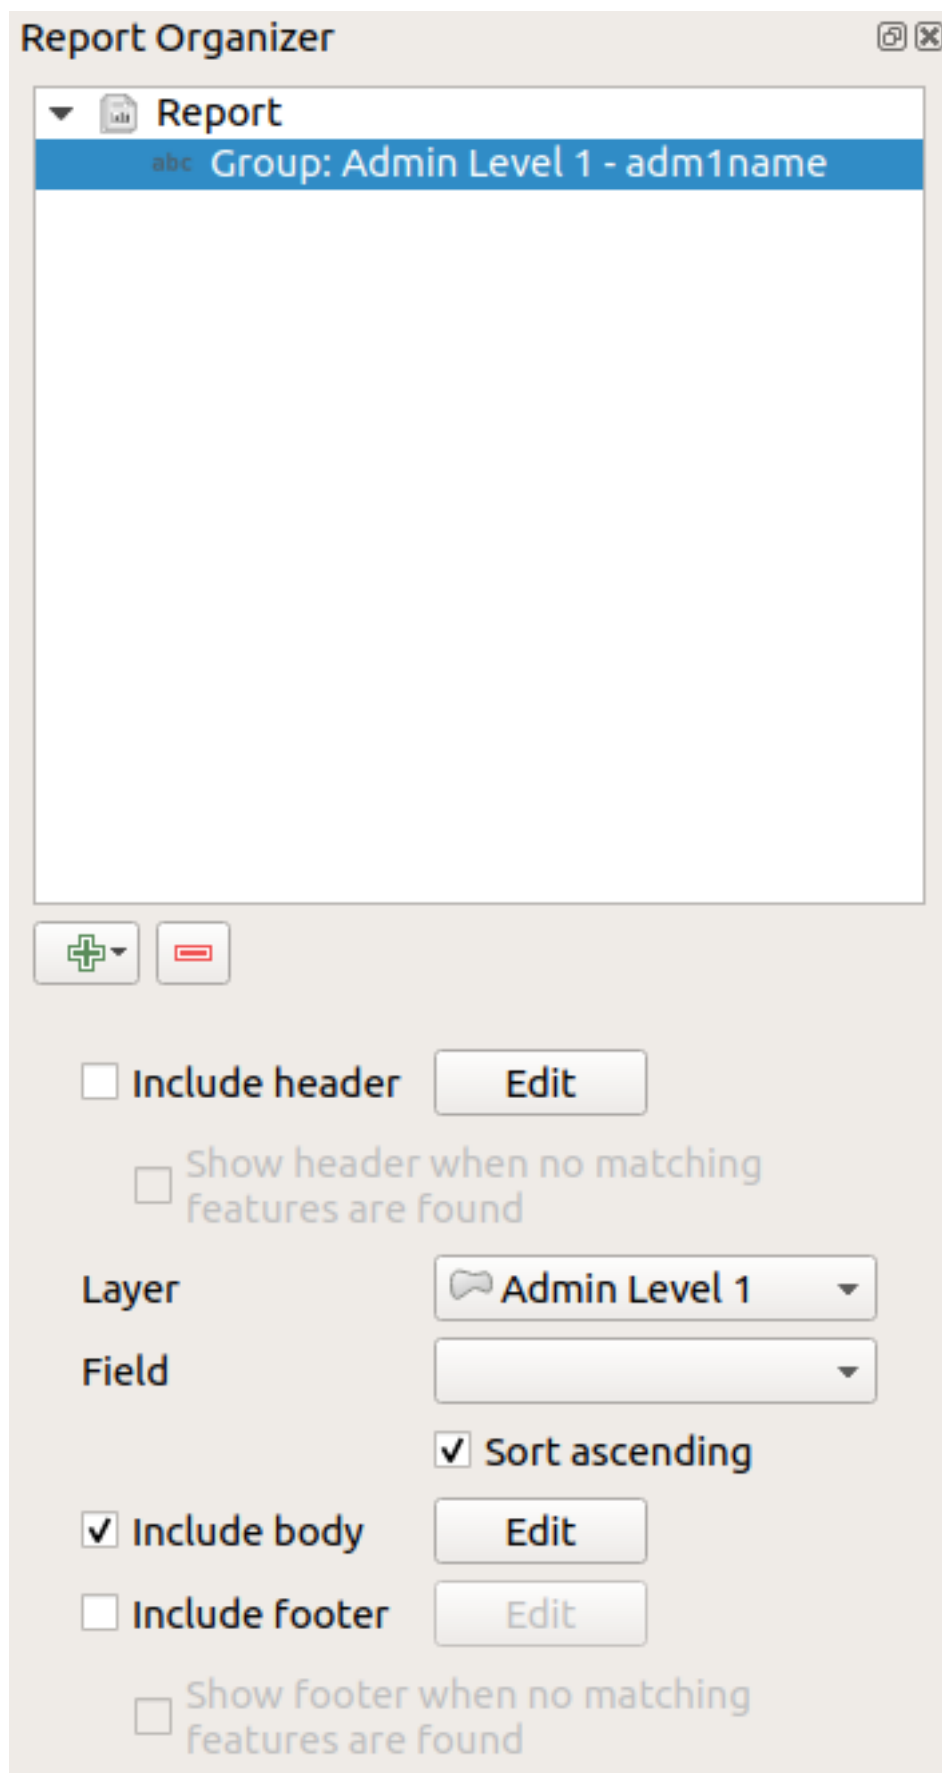 Report Organizer
Report
abc Group: Admin Level 1 - adm1name
Include header Edit
Show header when no matching
features are found
Layer Admin Level 1
Field
Sort ascending
Include body Edit
Include footer Edit
Show footer when no matching
features are found